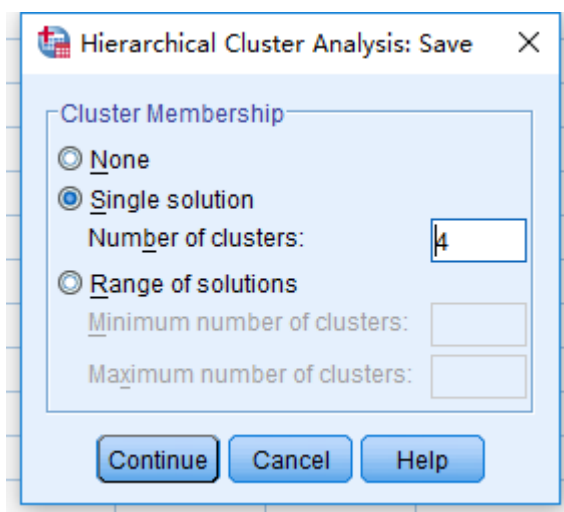 Hierarchical Cluster Analysis: Save
Cluster Membership
None
Single solution
Number of clusters: 4
Range of solutions
Minimum number of clusters:
Maximum number of clusters:
Continue Cancel Help